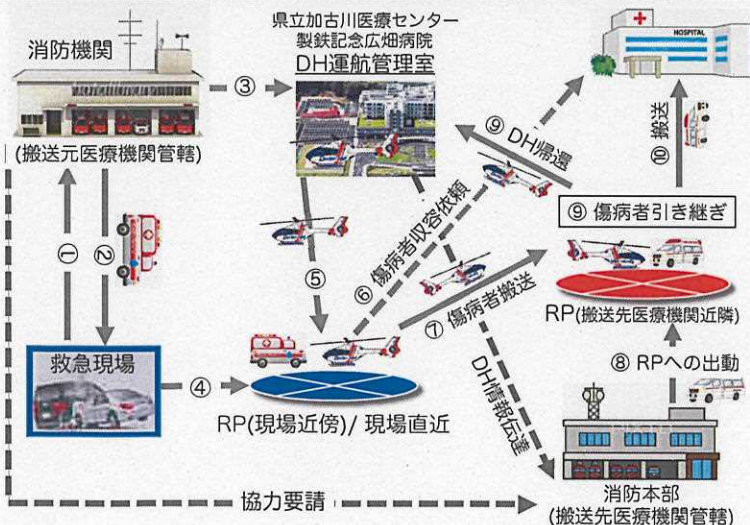 県立加古川医療センター
製鉄記念広畑病院
DH運航管理室
消防機関
(搬送元医療機関管轄)
③
HOSPITAL
①
②
⑤
⑥ 傷病者収容依頼
⑨ DH帰還
⑩ 搬送
⑨ 傷病者引き継ぎ
⑦ 傷病者搬送
RP(搬送先医療機関近隣)
救急現場
④
RP(現場近傍)/ 現場直近
DH情報伝達
⑧ RPへの出動
協力要請
消防本部
(搬送先医療機関管轄)